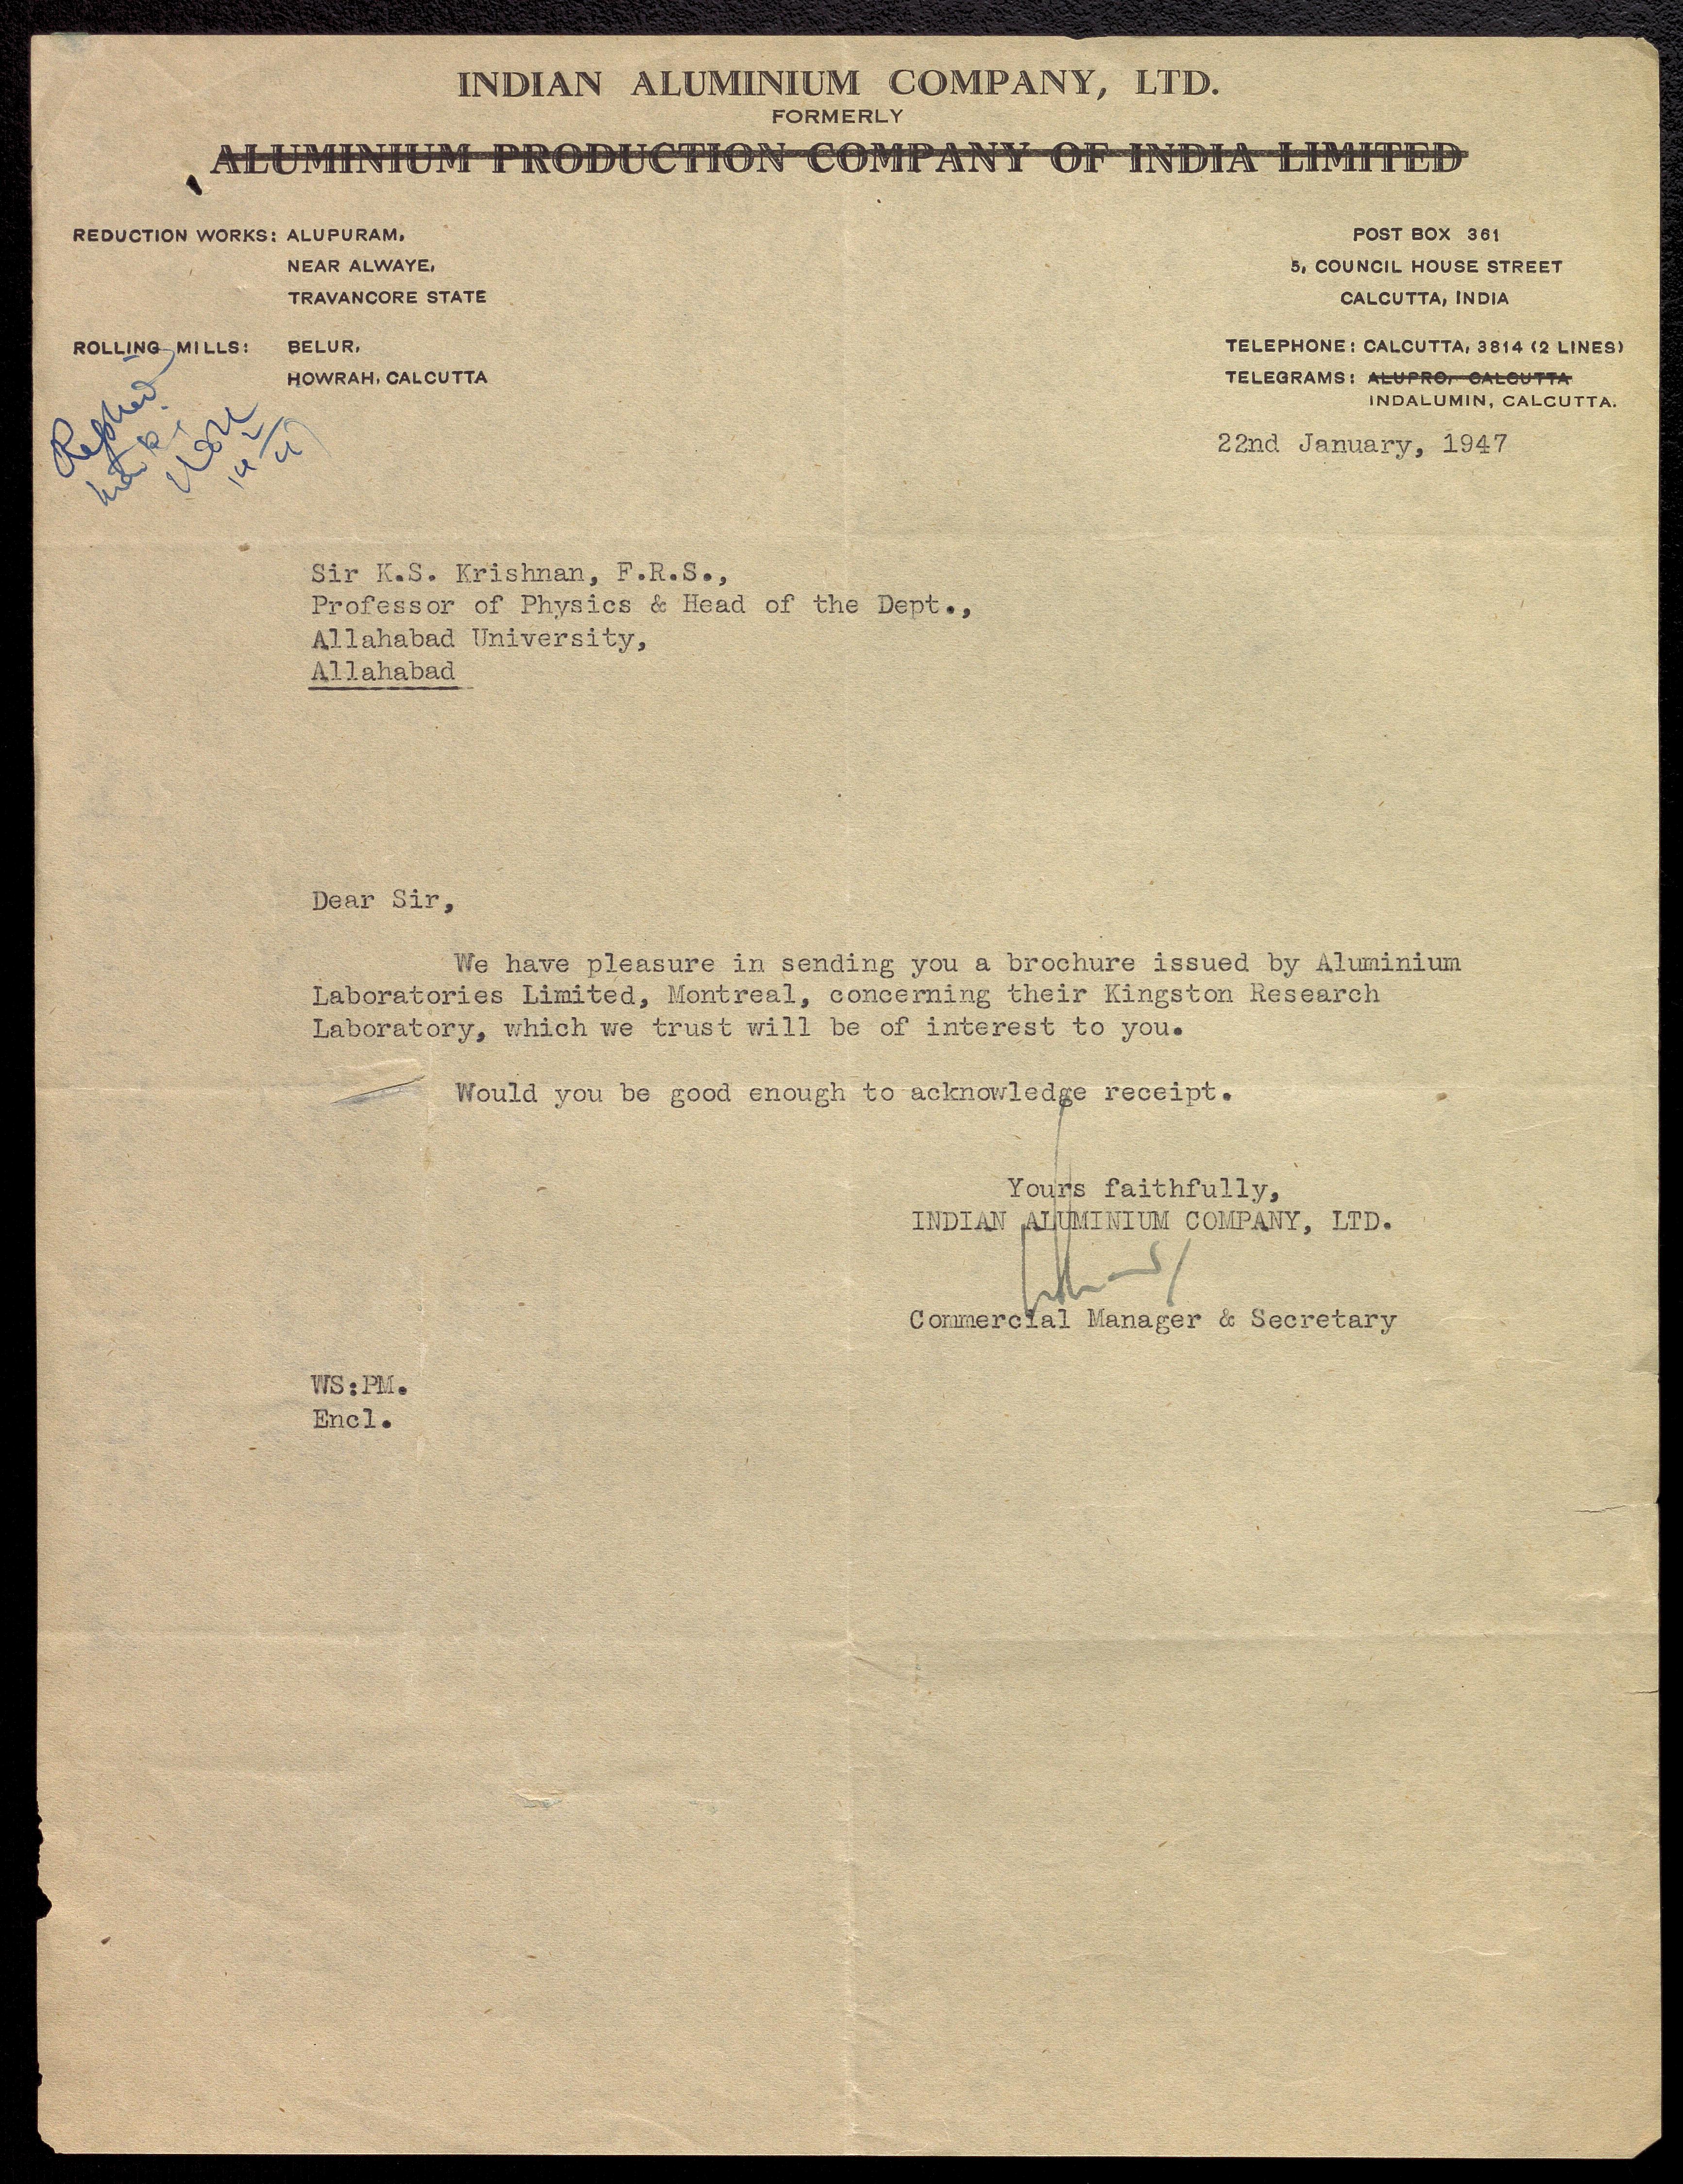 INDIAN ALUMINIUM COMPANY, LTD.
FORMERLY
ALUMINIUM PRODUCTION COMPANY OF INDIA LIMITED
REDUCTION WORKS: ALUPURAM,
NEAR ALWAYE,
TRAVANCORE STATE
ROLLING MILLS: BELUR,
HOWRAH, CALCUTTA
POST BOX 361
5, COUNCIL HOUSE STREET
CALCUTTA, INDIA
TELEPHONE: CALCUTTA, 3814 (2 LINES)
TELEGRAMS: ALUPRO, CALCUTTA
INDALUMIN, CALCUTTA.
Replied
22nd January, 1947
Sir K.S. Krishnan, F.R.S.,
Professor of Physics & Head of the Dept.,
Allahabad University,
Allahabad
Dear Sir,
We have pleasure in sending you a brochure issued by Aluminium
Laboratories Limited, Montreal, concerning their Kingston Research
Laboratory, which we trust will be of interest to you.
Would you be good enough to acknowledge receipt.
Yours faithfully,
INDIAN ALUMINIUM COMPANY, LTD.
Commercial Manager & Secretary
WS:PM.
Encl.